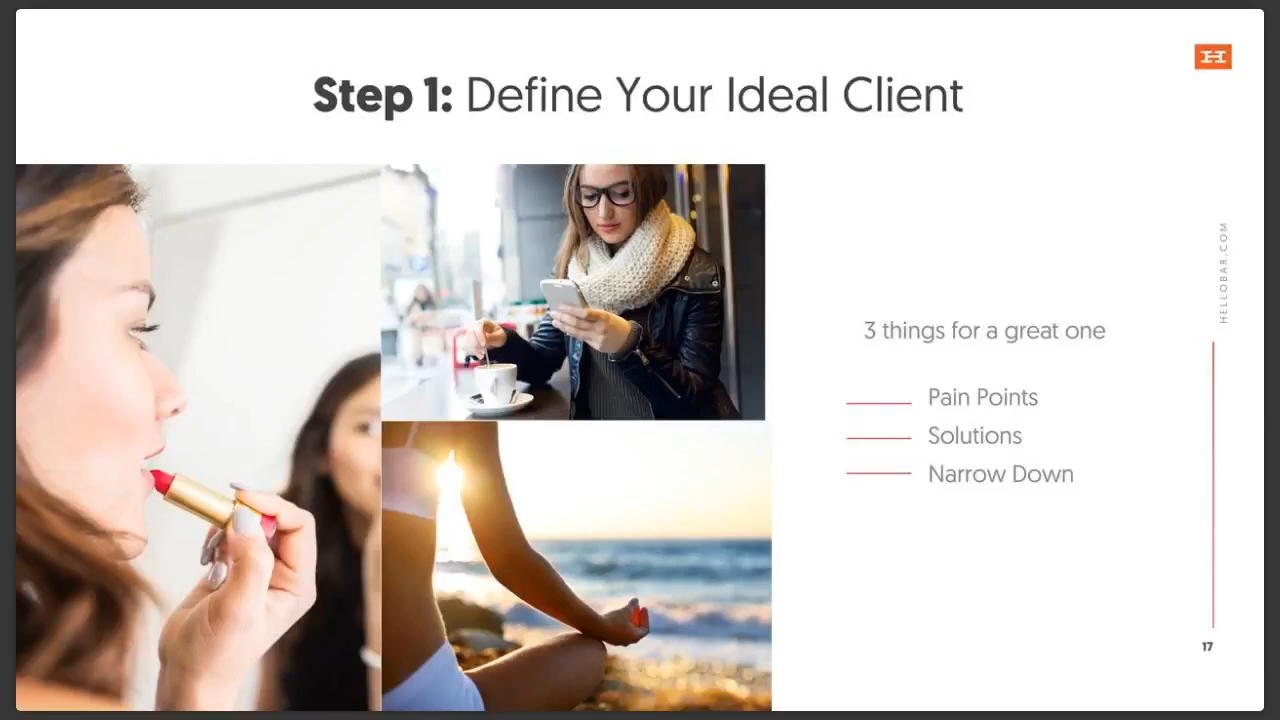 Step 1: Define Your Ideal Client
HELLOBAR.COM
3 things for a great one
Pain Points
Solutions
Narrow Down
17